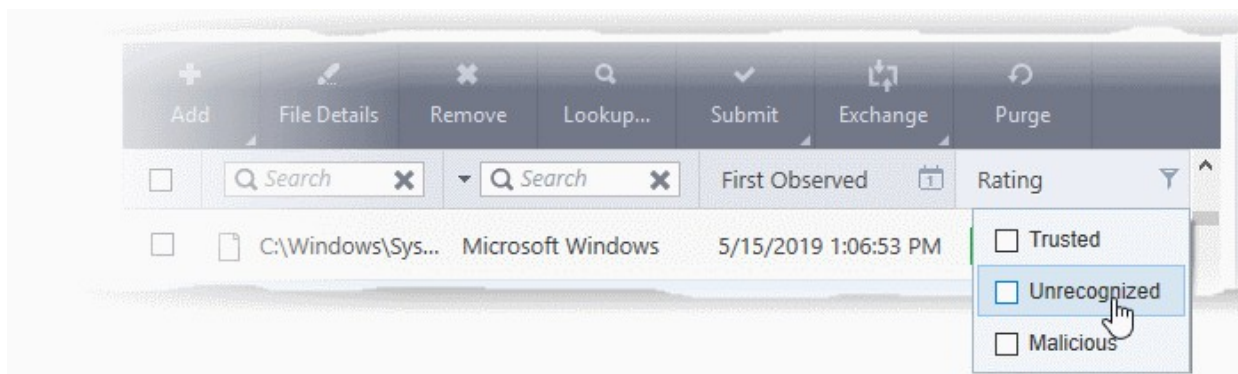 Add File Details Remove Lookup... Submit Exchange Purge
Search Search First Observed 1 Rating
C:\Windows\Sys... Microsoft Windows 5/15/2019 1:06:53 PM
Trusted
Unrecognized
Malicious